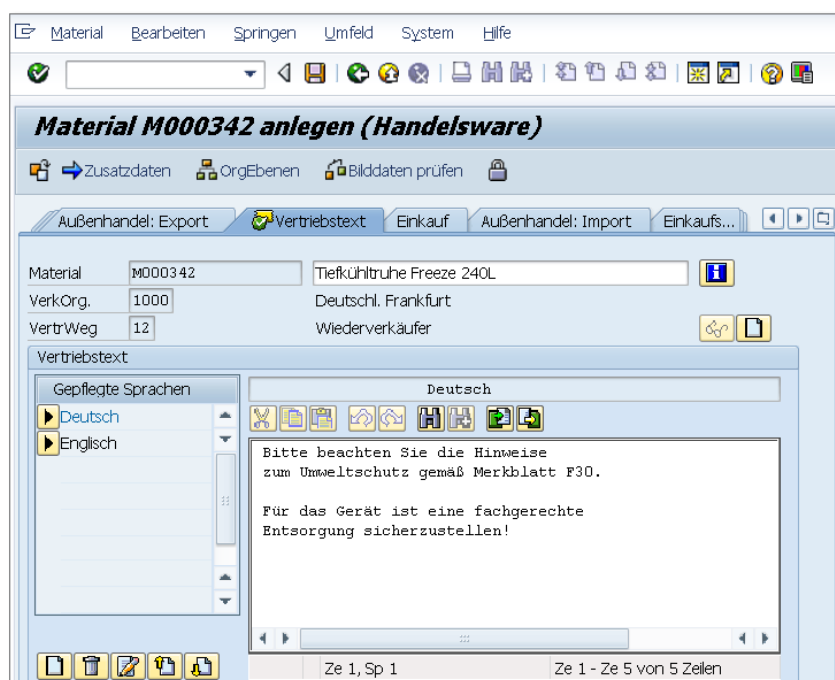 Material Bearbeiten Springen Umfeld System Hilfe
Material M000342 anlegen (Handelsware)
Zusatzdaten OrgEbenen Bilddaten prüfen
Außenhandel: Export Vertriebstext Einkauf Außenhandel: Import Einkaufs...
Material M000342 Tiefkühltruhe Freeze 240L
VerkOrg. 1000 Deutschl. Frankfurt
VertrWeg 12 Wiederverkäufer
Vertriebstext
Gepflegte Sprachen
Deutsch
Englisch
Deutsch
Bitte beachten Sie die Hinweise
zum Umweltschutz gemäß Merkblatt F30.
Für das Gerät ist eine fachgerechte
Entsorgung sicherzustellen!
Ze 1, Sp 1 Ze 1 - Ze 5 von 5 Zeilen